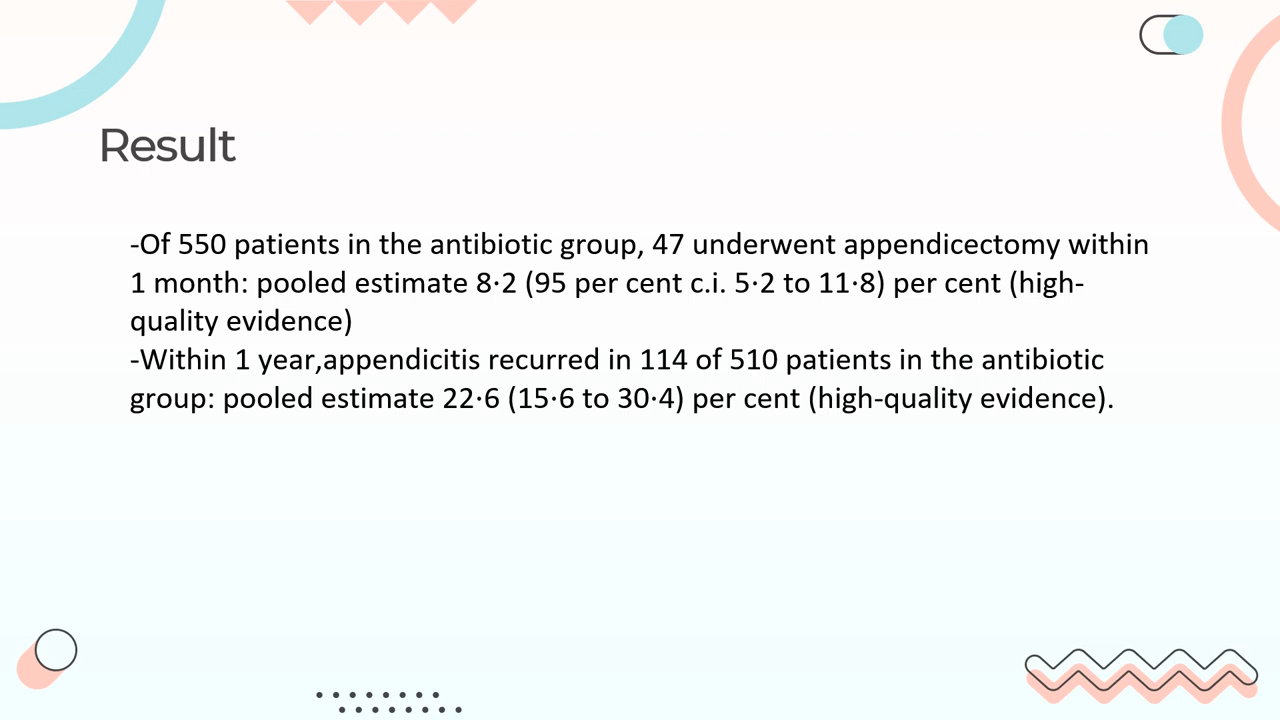 Result
-Of 550 patients in the antibiotic group, 47 underwent appendicectomy within
1 month: pooled estimate 8·2 (95 per cent c.i. 5·2 to 11·8) per cent (high-
quality evidence)
-Within 1 year,appendicitis recurred in 114 of 510 patients in the antibiotic
group: pooled estimate 22·6 (15·6 to 30·4) per cent (high-quality evidence).